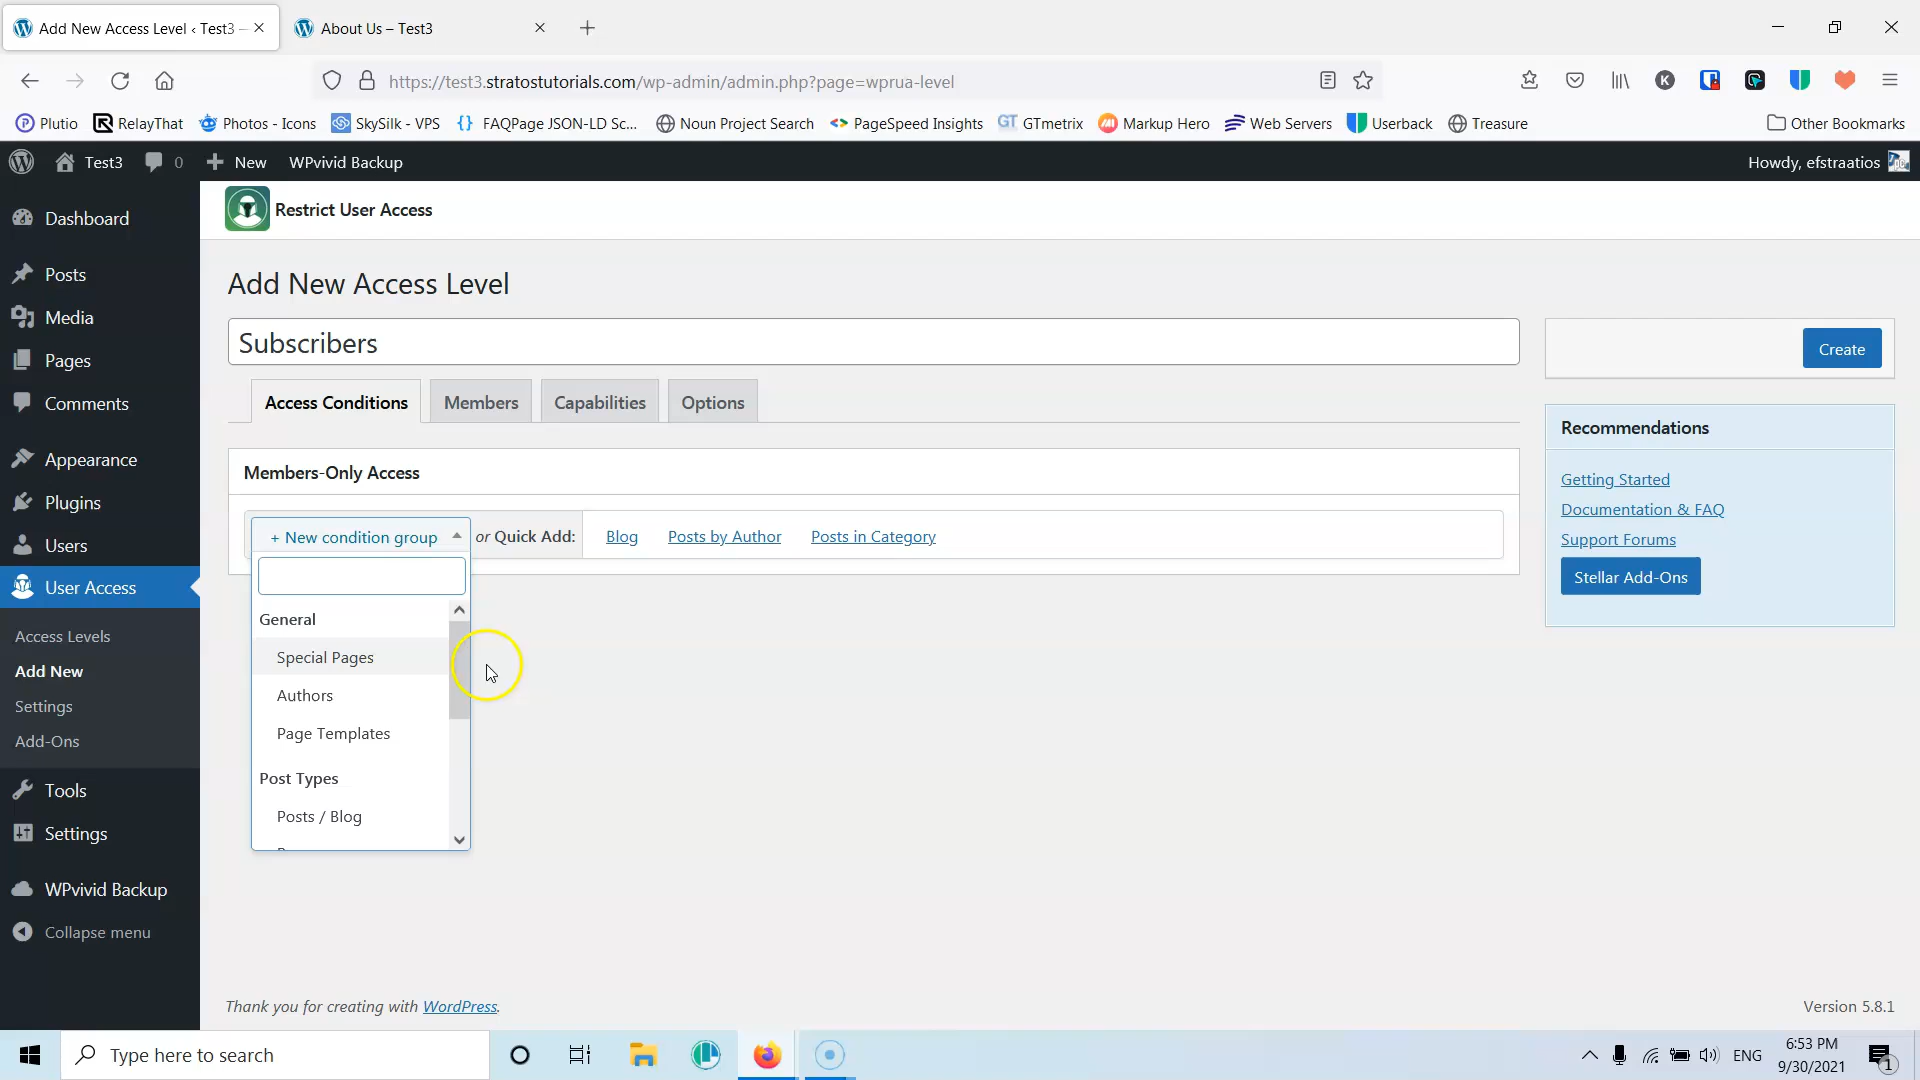 Add New Access Level ‹ Test3 —
About Us – Test3
https://test3.stratostutorials.com/wp-admin/admin.php?page=wprua-level
Plutio
RelayThat
Photos - Icons
SkySilk - VPS
FAQPage JSON-LD Sc...
Noun Project Search
PageSpeed Insights
GT GTmetrix
Markup Hero
Web Servers
Userback
Treasure
Other Bookmarks
Test3
0
New
WPvivid Backup
Howdy, efstraatios
Dashboard
Posts
Media
Pages
Comments
Appearance
Plugins
Users
User Access
Access Levels
Add New
Settings
Add-Ons
Tools
Settings
WPvivid Backup
Collapse menu
Restrict User Access
Add New Access Level
Subscribers
Create
Access Conditions
Members
Capabilities
Options
Members-Only Access
+ New condition group
or Quick Add:
Blog
Posts by Author
Posts in Category
General
Special Pages
Authors
Page Templates
Post Types
Posts / Blog
Recommendations
Getting Started
Documentation & FAQ
Support Forums
Stellar Add-Ons
Thank you for creating with WordPress.
Version 5.8.1
Type here to search
ENG
6:53 PM
9/30/2021
1